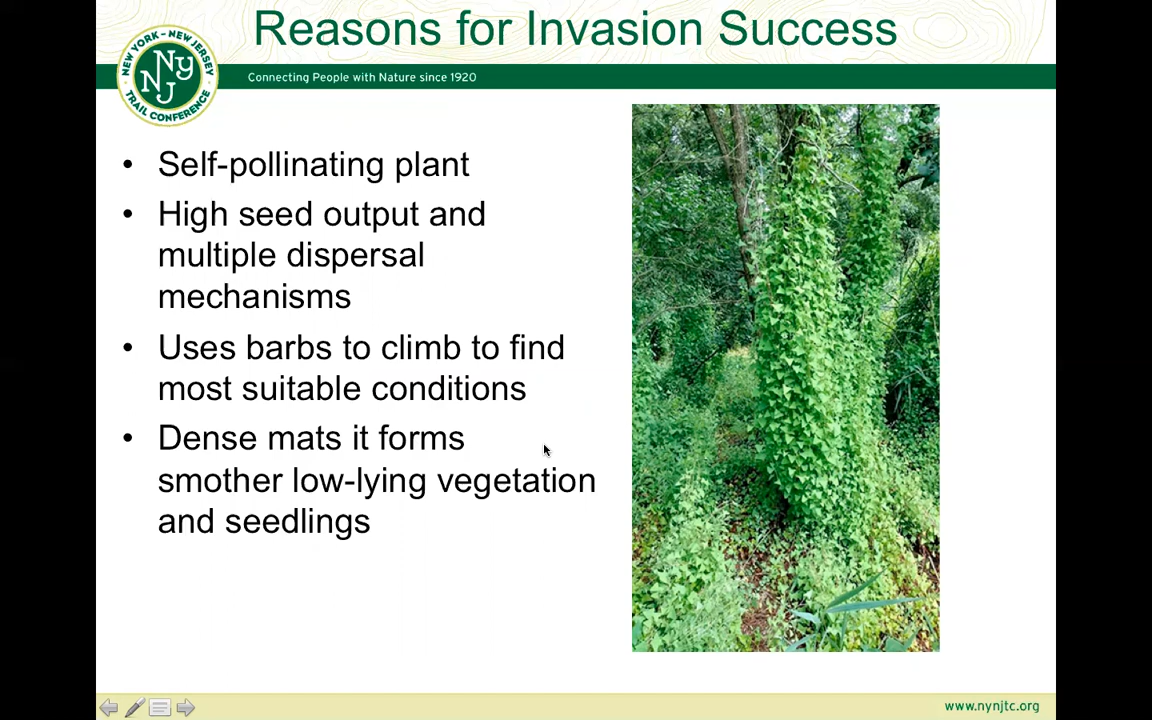 Reasons for Invasion Success
NEW YORK - NEW JERSEY
NY
NJ
TRAIL CONFERENCE
Connecting People with Nature since 1920
• Self-pollinating plant
• High seed output and
multiple dispersal
mechanisms
• Uses barbs to climb to find
most suitable conditions
• Dense mats it forms
smother low-lying vegetation
and seedlings
www.nynjtc.org